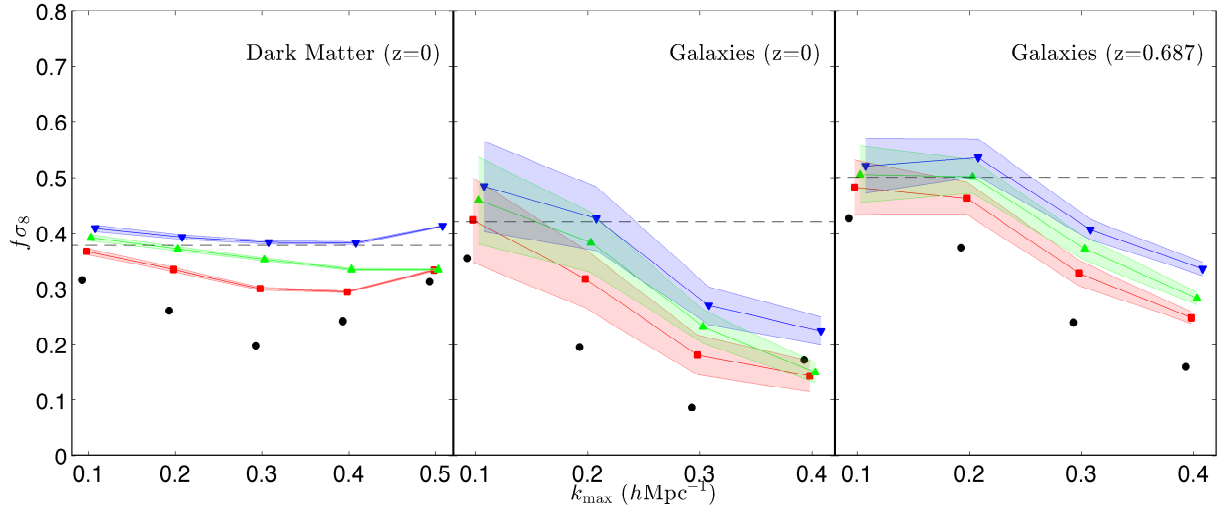 Dark Matter (z=0)
Galaxies (z=0)
Galaxies (z=0.687)
fσ₈
0.8
0.7
0.6
0.5
0.4
0.3
0.2
0.1
0
0.1 0.2 0.3 0.4 0.5 0.1 0.2 0.3 0.4 0.1 0.2 0.3 0.4
k_max (hMpc⁻¹)